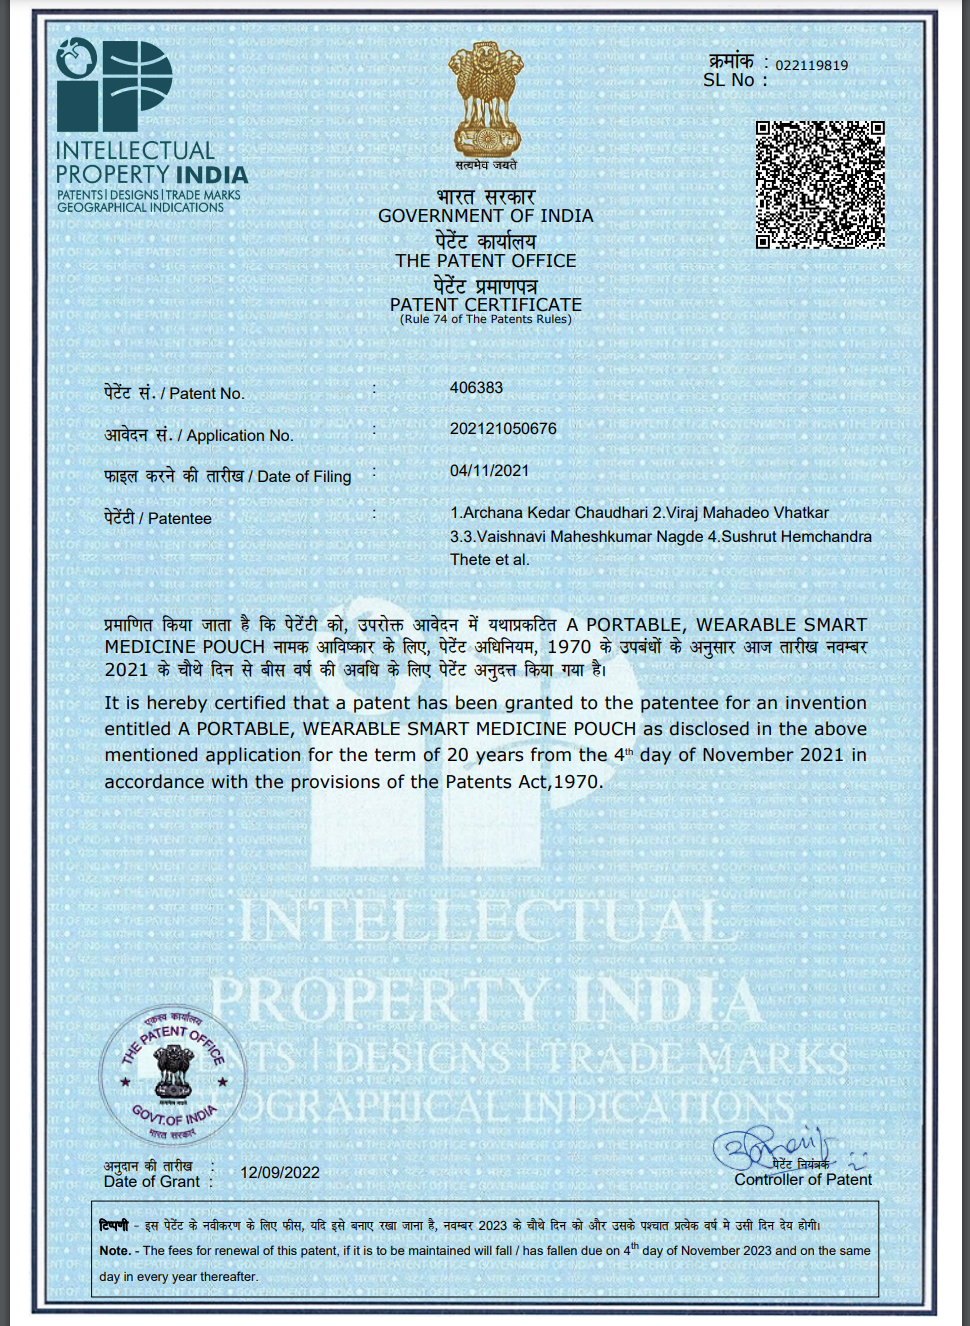 INTELLECTUAL
PROPERTY INDIA
PATENTS | DESIGNS | TRADE MARKS
GEOGRAPHICAL INDICATIONS
सत्यमेव जयते
क्रमांक : 022119819
SL No :
भारत सरकार
GOVERNMENT OF INDIA
पेटेंट कार्यालय
THE PATENT OFFICE
पेटेंट प्रमाणपत्र
PATENT CERTIFICATE
(Rule 74 of The Patents Rules)
पेटेंट सं. / Patent No. : 406383
आवेदन सं. / Application No. : 202121050676
फाइल करने की तारीख / Date of Filing : 04/11/2021
पेटेंटी / Patentee : 1.Archana Kedar Chaudhari 2.Viraj Mahadeo Vhatkar
3.3.Vaishnavi Maheshkumar Nagde 4.Sushrut Hemchandra
Thete et al.
प्रमाणित किया जाता है कि पेटेंटी को, उपरोक्त आवेदन में यथाप्रकटित A PORTABLE, WEARABLE SMART
MEDICINE POUCH नामक आविष्कार के लिए, पेटेंट अधिनियम, 1970 के उपबंधों के अनुसार आज तारीख नवम्बर
2021 के चौथे दिन से बीस वर्ष की अवधि के लिए पेटेंट अनुदत्त किया गया है।
It is hereby certified that a patent has been granted to the patentee for an invention
entitled A PORTABLE, WEARABLE SMART MEDICINE POUCH as disclosed in the above
mentioned application for the term of 20 years from the 4th day of November 2021 in
accordance with the provisions of the Patents Act,1970.
INTELLECTUAL
PROPERTY INDIA
TS | DESIGNS | TRADE MARKS
OGRAPHICAL INDICATIONS
एकस्व कार्यालय
THE PATENT OFFICE
GOVT.OF INDIA
भारत सरकार
अनुदान की तारीख :
Date of Grant : 12/09/2022
पेटेंट नियंत्रक
Controller of Patent
टिप्पणी - इस पेटेंट के नवीकरण के लिए फीस, यदि इसे बनाए रखा जाना है, नवम्बर 2023 के चौथे दिन को और उसके पश्चात प्रत्येक वर्ष मे उसी दिन देय होगी।
Note. - The fees for renewal of this patent, if it is to be maintained will fall / has fallen due on 4th day of November 2023 and on the same
day in every year thereafter.